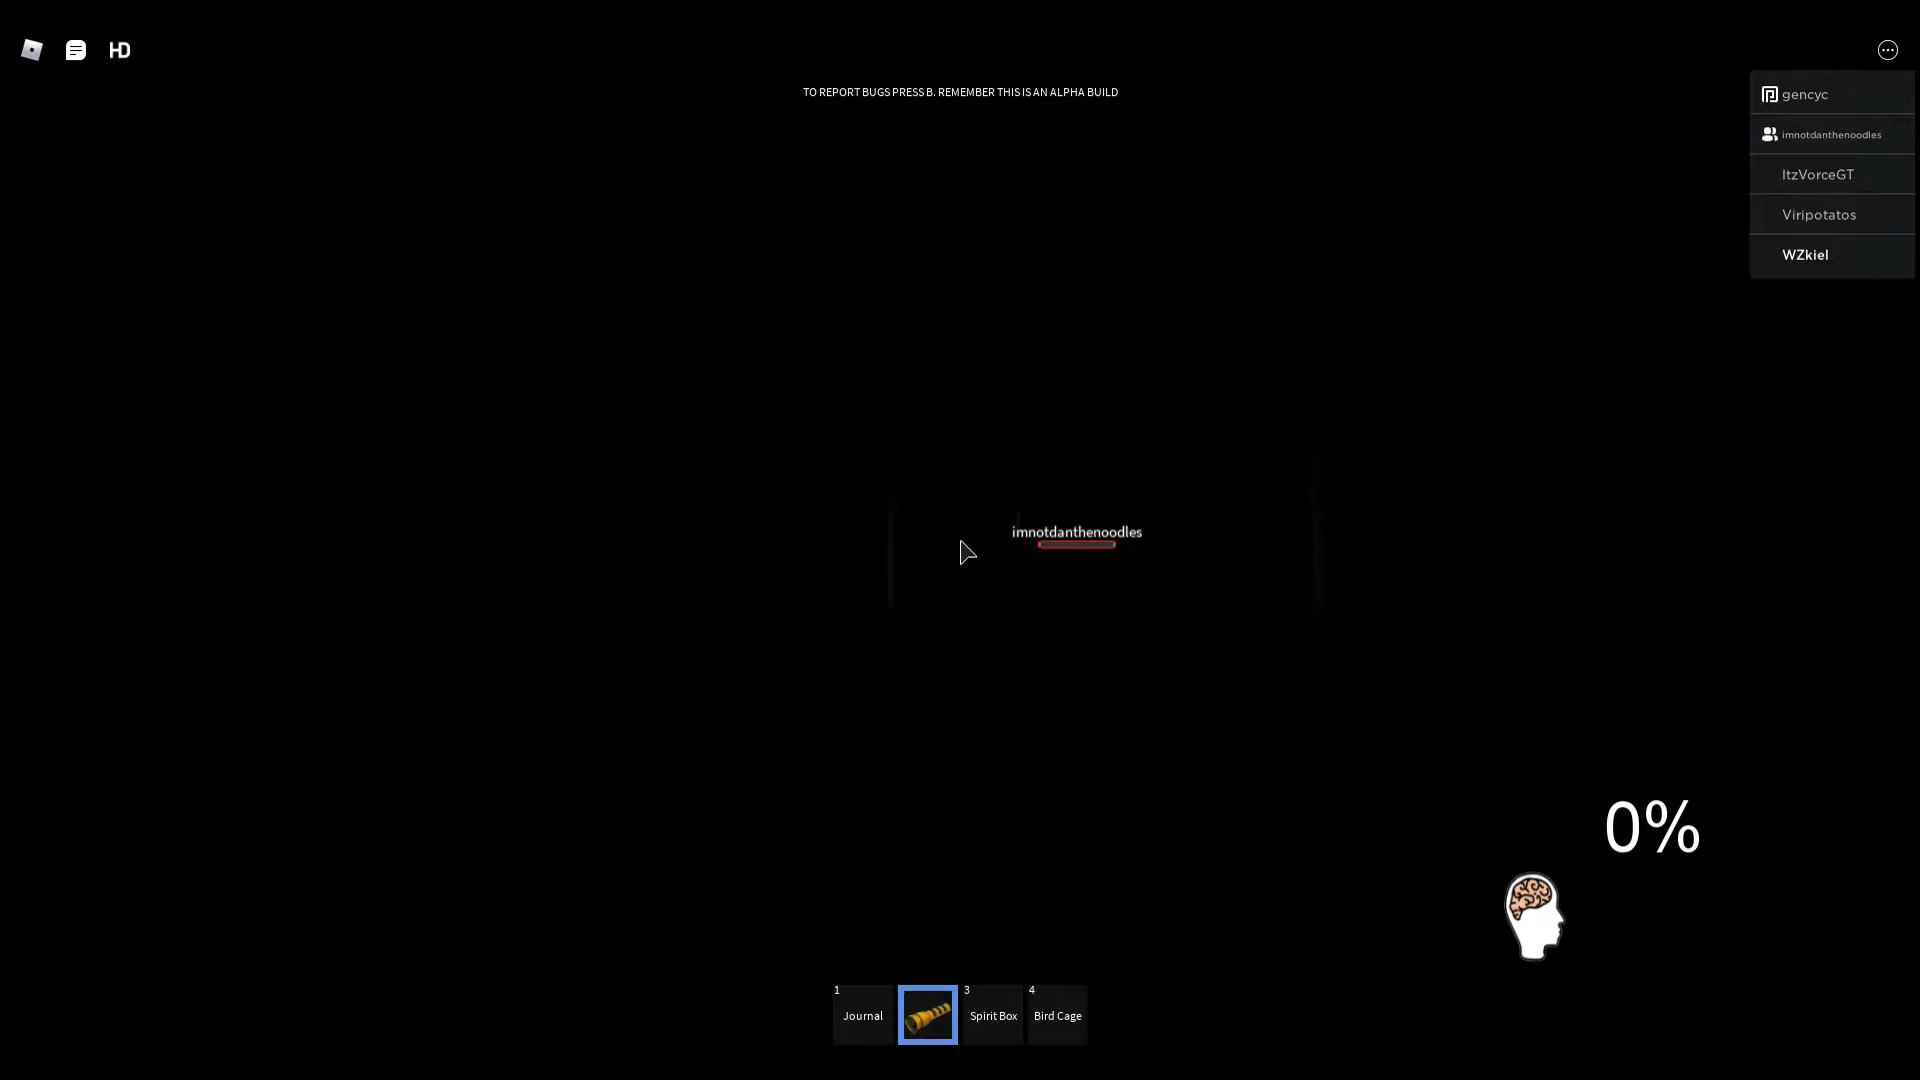 HD
TO REPORT BUGS PRESS B. REMEMBER THIS IS AN ALPHA BUILD
gencyc
imnotdanthenoodles
ItzVorceGT
Viripotatos
WZkiel
imnotdanthenoodles
0%
1
Journal
3
Spirit Box
4
Bird Cage